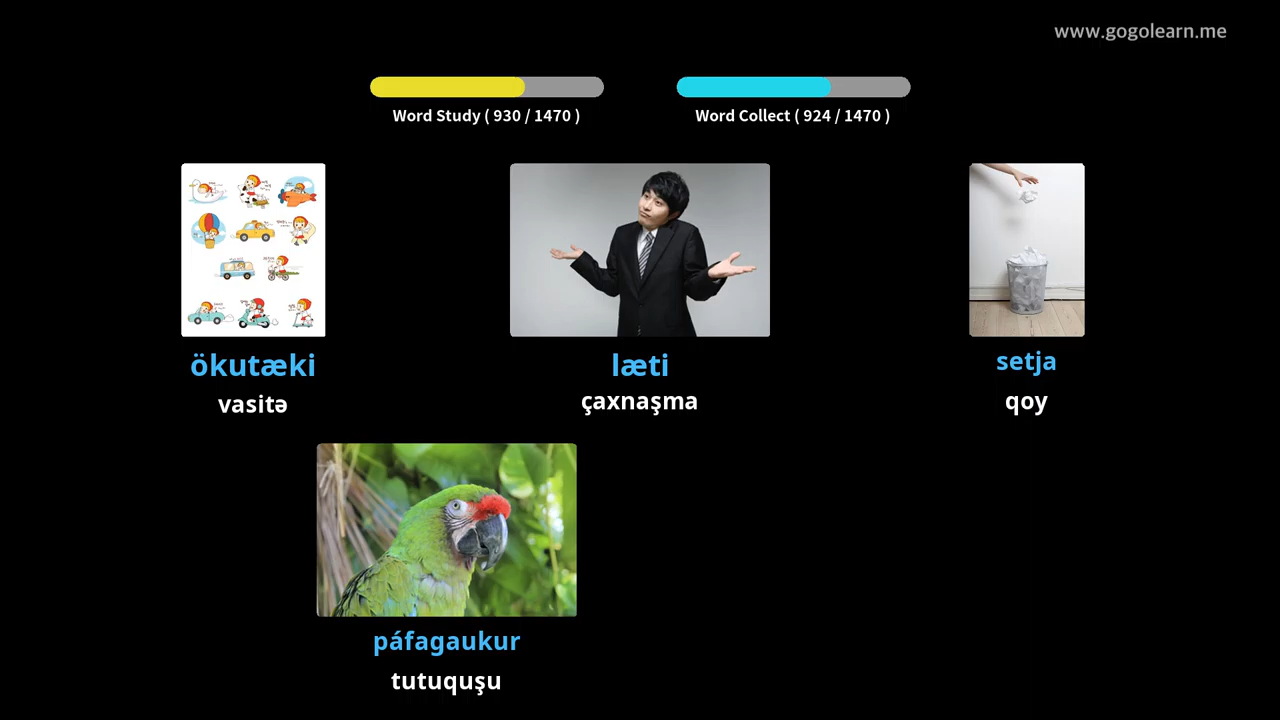 www.gogolearn.me
Word Study ( 930 / 1470 )
Word Collect ( 924 / 1470 )
ökutæki
vasitə
læti
çaxnaşma
setja
qoy
páfagaukur
tutuquşu